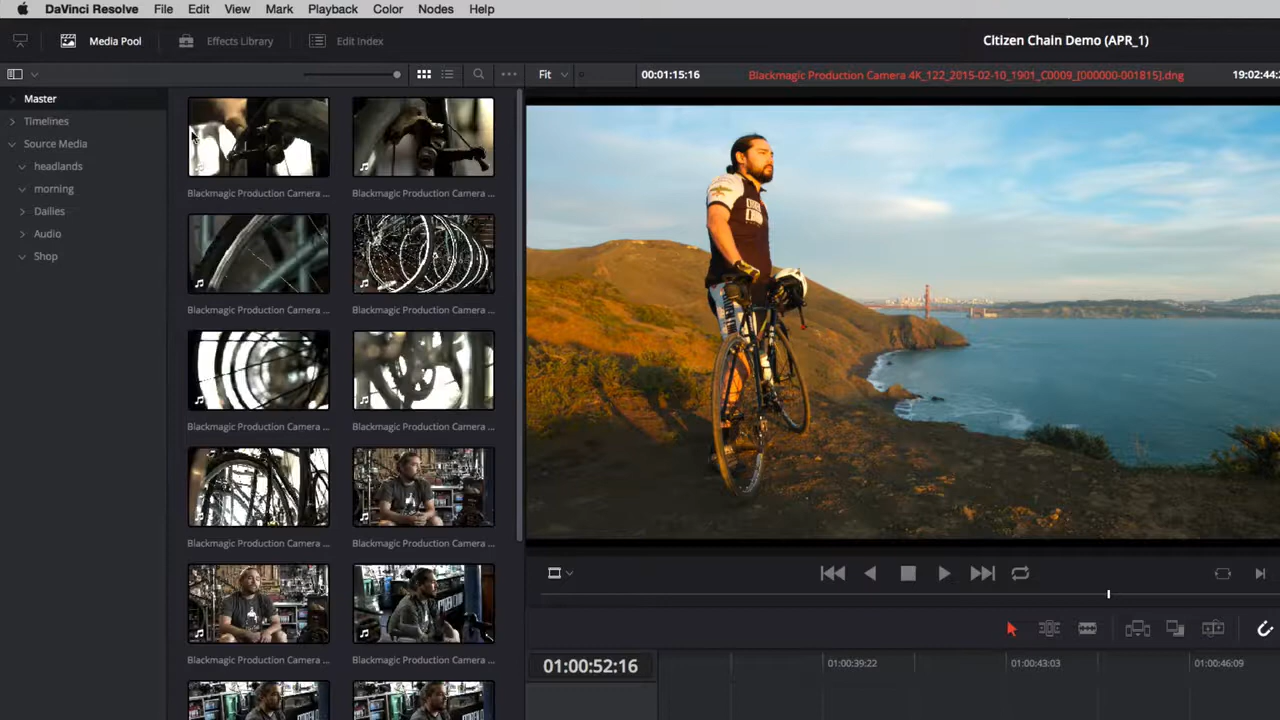 DaVinci Resolve File Edit View Mark Playback Color Nodes Help
Media Pool Effects Library Edit Index Citizen Chain Demo (APR_1)
Fit 00:01:15:16 Blackmagic Production Camera 4K_122_2015-02-10_1901_C0009_[000000-001815].dng 19:02:44:
Master
Timelines
Source Media
headlands
morning
Dailies
Audio
Shop
Blackmagic Production Camera ... Blackmagic Production Camera ...
Blackmagic Production Camera ... Blackmagic Production Camera ...
Blackmagic Production Camera ... Blackmagic Production Camera ...
Blackmagic Production Camera ... Blackmagic Production Camera ...
Blackmagic Production Camera ... Blackmagic Production Camera ...
01:00:52:16 01:00:39:22 01:00:43:03 01:00:46:09